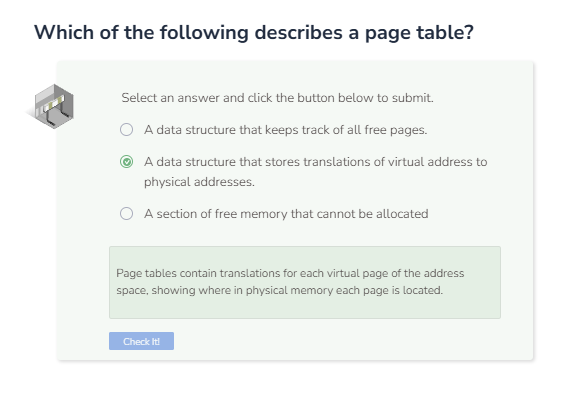 Which of the following describes a page table?
Select an answer and click the button below to submit.
A data structure that keeps track of all free pages.
A data structure that stores translations of virtual address to
physical addresses.
A section of free memory that cannot be allocated
Page tables contain translations for each virtual page of the address
space, showing where in physical memory each page is located.
Check It!